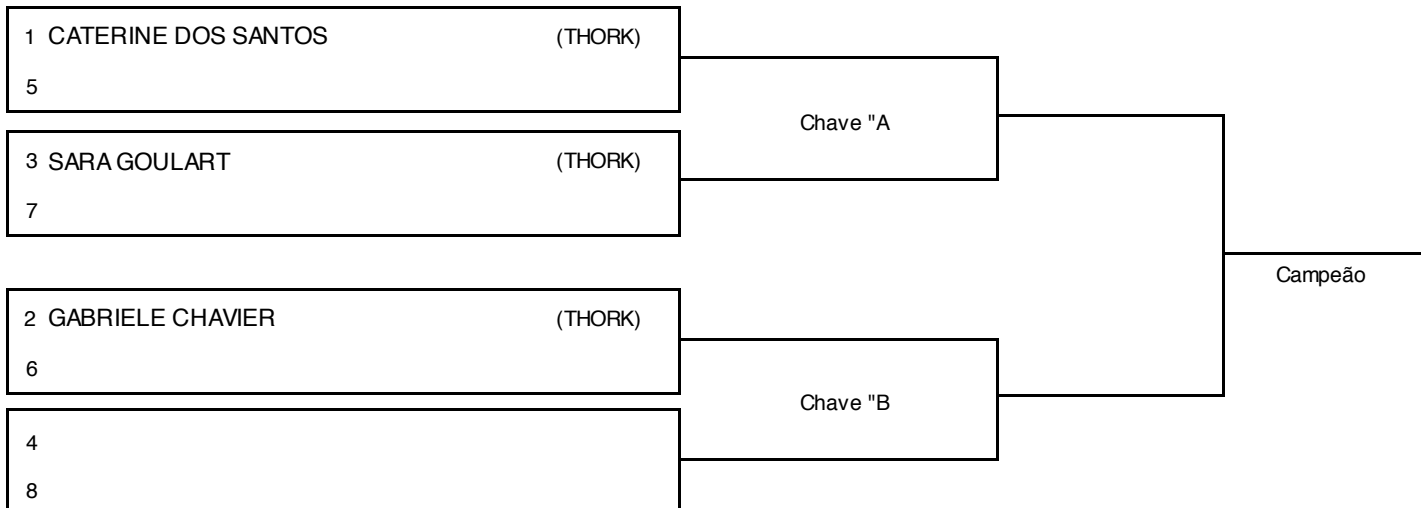 1 CATERINE DOS SANTOS (THORK)
5
Chave "A
3 SARA GOULART (THORK)
7
Campeão
2 GABRIELE CHAVIER (THORK)
6
Chave "B
4
8